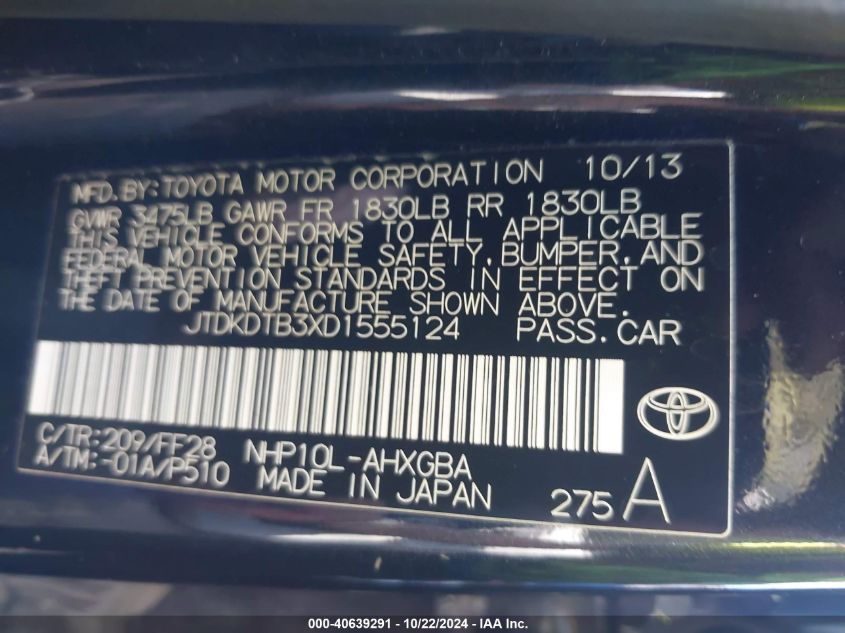 MFD.BY:TOYOTA MOTOR CORPORATION 10/13
GVWR 3475LB GAWR FR 1830LB RR 1830LB
THIS VEHICLE CONFORMS TO ALL APPLICABLE
FEDERAL MOTOR VEHICLE SAFETY,BUMPER,AND
THEFT PREVENTION STANDARDS IN EFFECT ON
THE DATE OF MANUFACTURE SHOWN ABOVE.
JTDKDTB3XD1555124 PASS.CAR
C/TR:209/FF28 NHP10L-AHXGBA
A/TM:-01A/P510 MADE IN JAPAN 275A
000-40639291 - 10/22/2024 - IAA Inc.